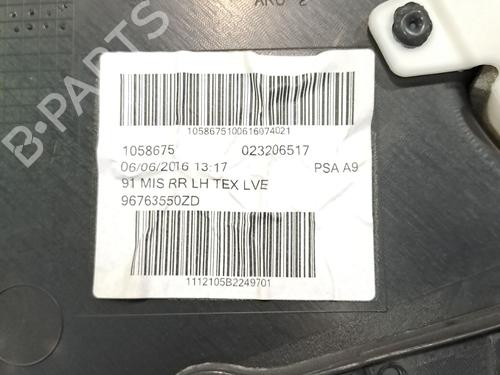 B-PARTS
1058675100616074021
1058675 023206517
06/06/2016 13:17 PSA A9
91 MIS RR LH TEX LVE
96763550ZD
1112105B2249701